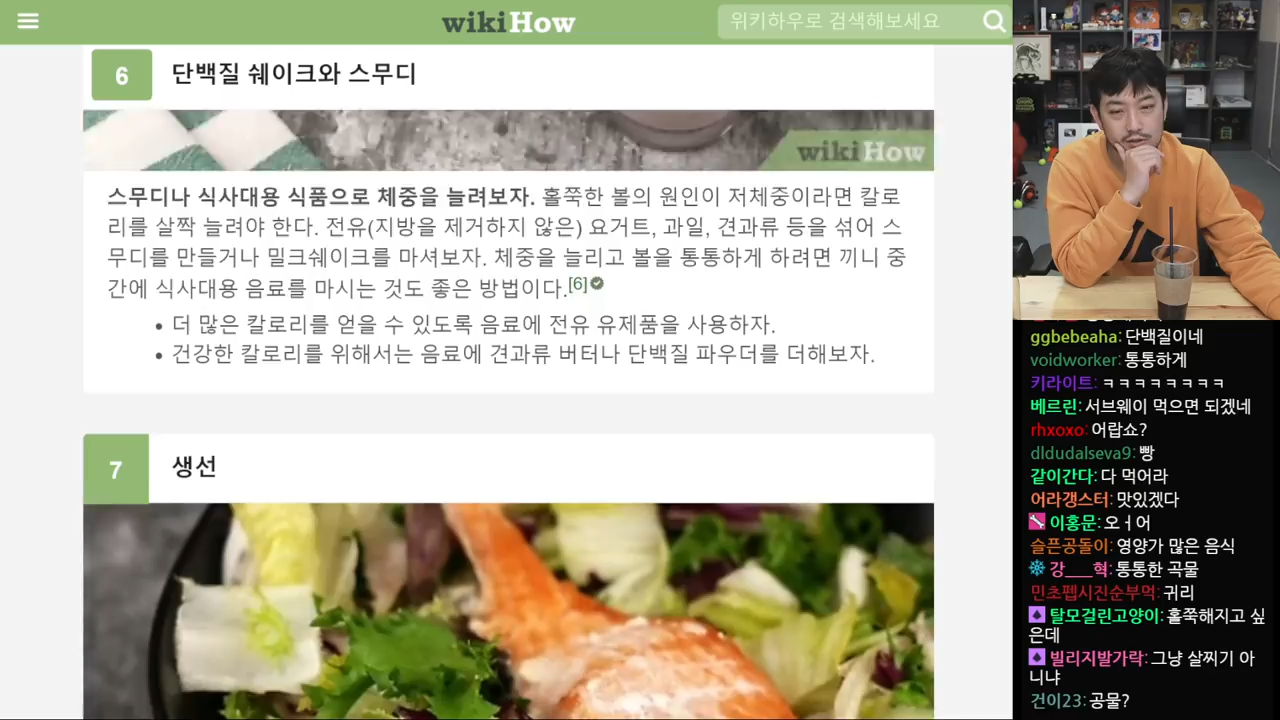 wikiHow
위키하우로 검색해보세요
6
단백질 쉐이크와 스무디
wikiHow
스무디나 식사대용 식품으로 체중을 늘려보자. 홀쭉한 볼의 원인이 저체중이라면 칼로
리를 살짝 늘려야 한다. 전유(지방을 제거하지 않은) 요거트, 과일, 견과류 등을 섞어 스
무디를 만들거나 밀크쉐이크를 마셔보자. 체중을 늘리고 볼을 통통하게 하려면 끼니 중
간에 식사대용 음료를 마시는 것도 좋은 방법이다.[6]
• 더 많은 칼로리를 얻을 수 있도록 음료에 전유 유제품을 사용하자.
• 건강한 칼로리를 위해서는 음료에 견과류 버터나 단백질 파우더를 더해보자.
7
생선
ggbebeaha: 단백질이네
voidworker: 통통하게
키라이트: ㅋㅋㅋㅋㅋㅋㅋㅋ
베르린: 서브웨이 먹으면 되겠네
rhxoxo: 어랍쇼?
dldudalseva9: 빵
같이간다: 다 먹어라
어라갱스터: 맛있겠다
이홍문: 오ㅓ어
슬픈공돌이: 영양가 많은 음식
강___혁: 통통한 곡물
민초펩시진순부먹: 귀리
탈모걸린고양이: 홀쭉해지고 싶
은데
빌리지발가락: 그냥 살찌기 아
니냐
건이23: 공물?